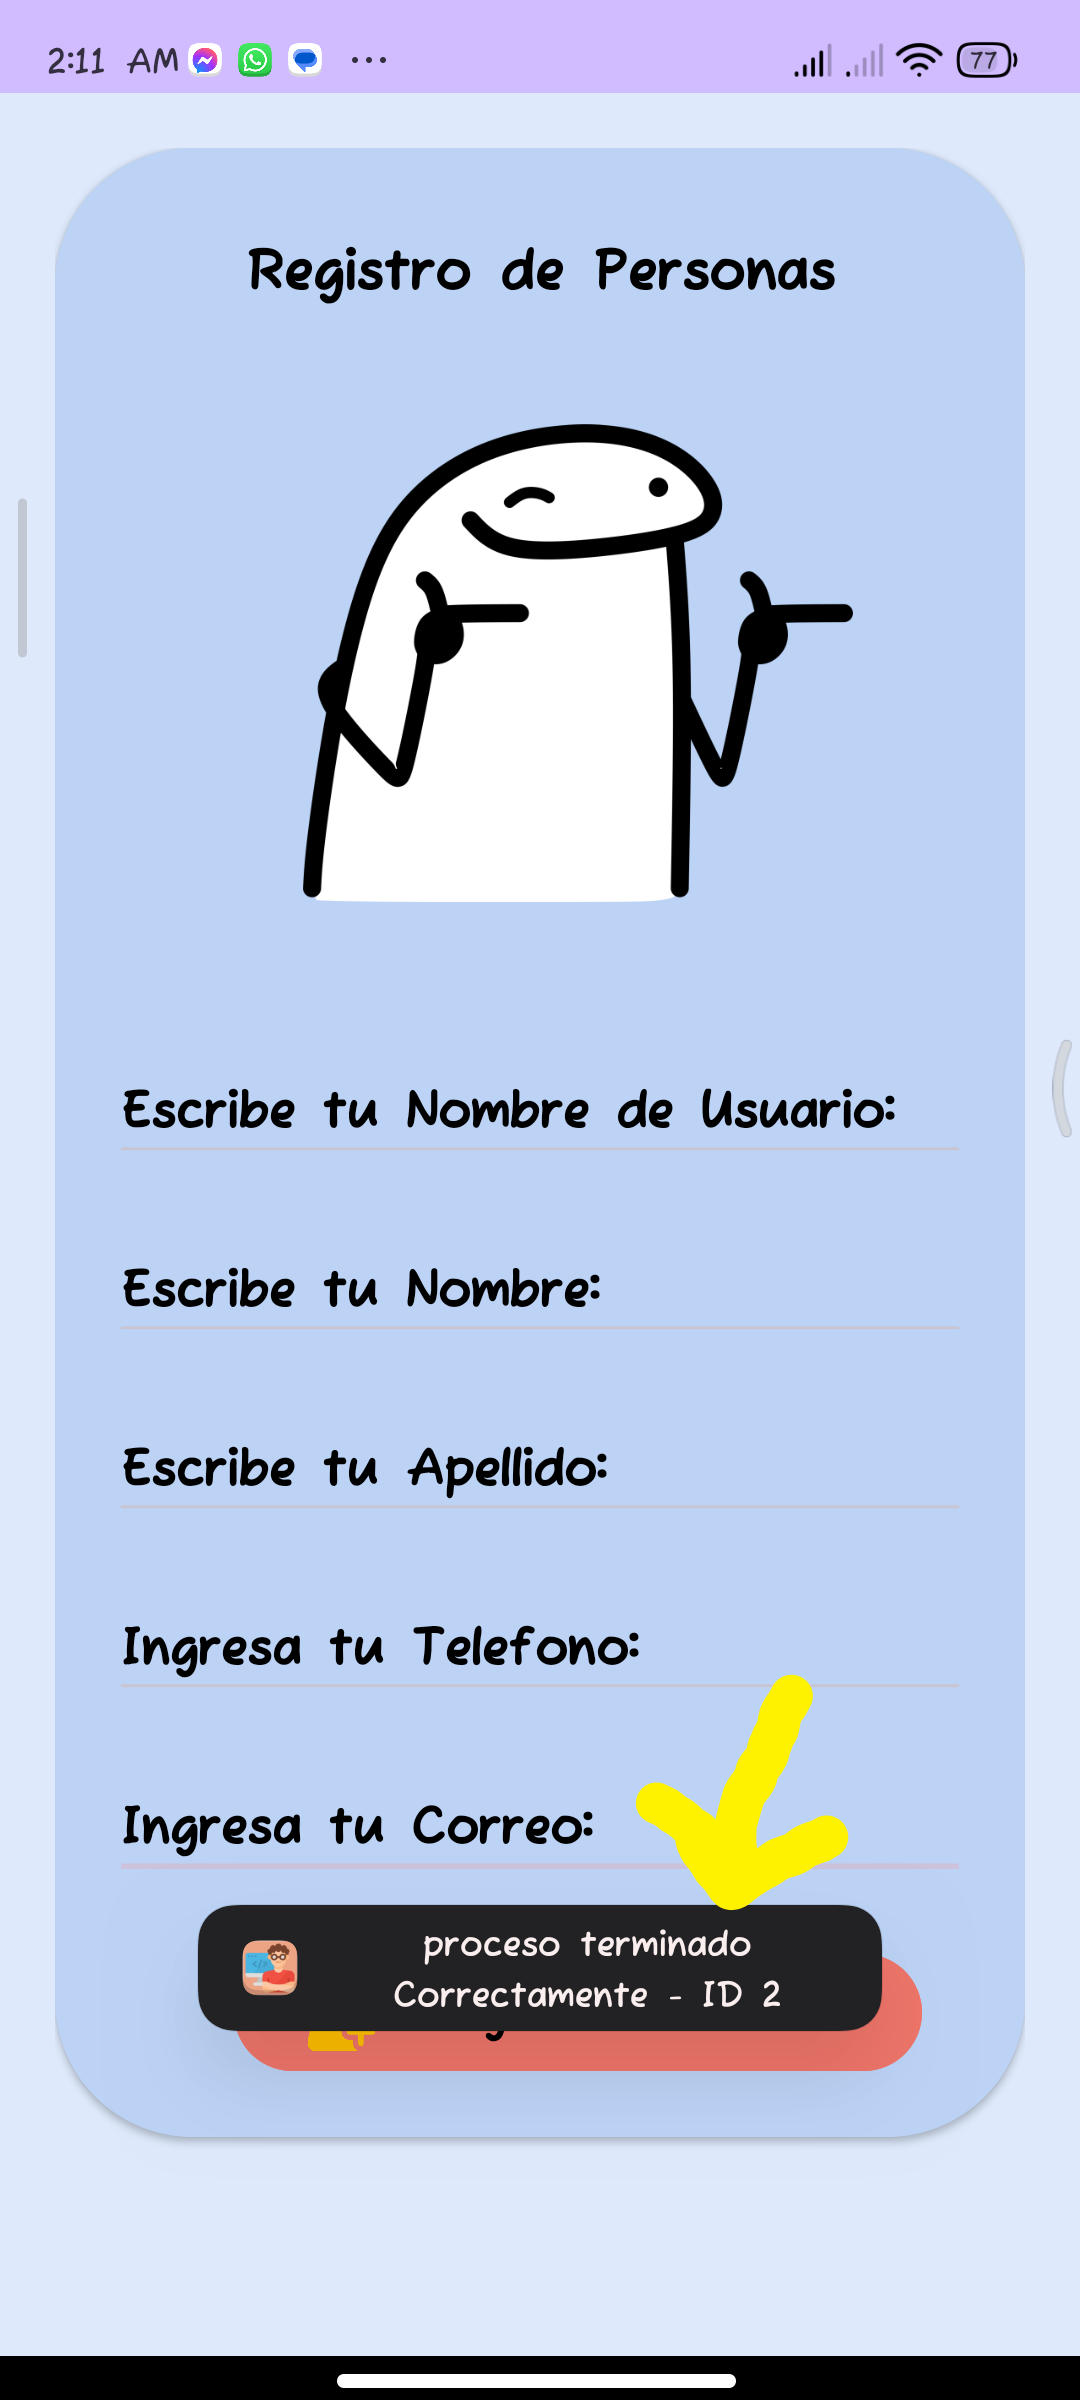 2:11 AM
77
Registro de Personas
Escribe tu Nombre de Usuario:
Escribe tu Nombre:
Escribe tu Apellido:
Ingresa tu Telefono:
Ingresa tu Correo:
proceso terminado
Correctamente - ID 2